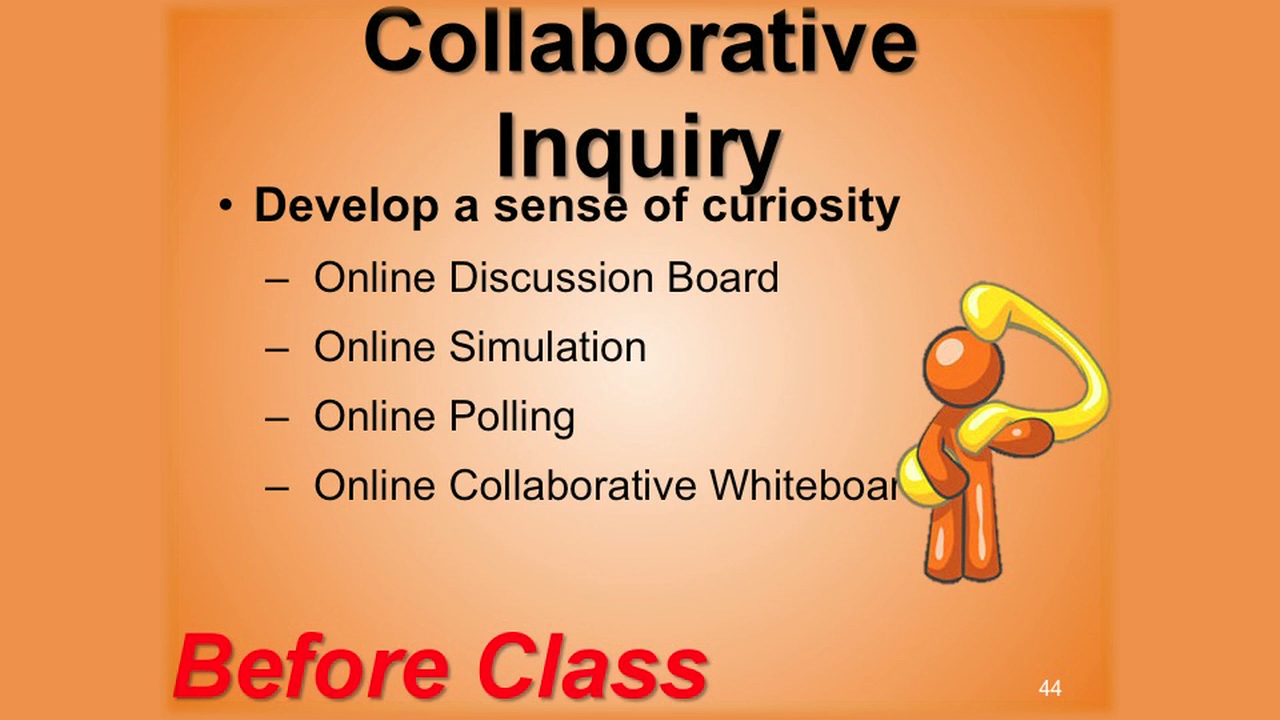 Collaborative
Inquiry
• Develop a sense of curiosity
– Online Discussion Board
– Online Simulation
– Online Polling
– Online Collaborative Whiteboar
Before Class
44